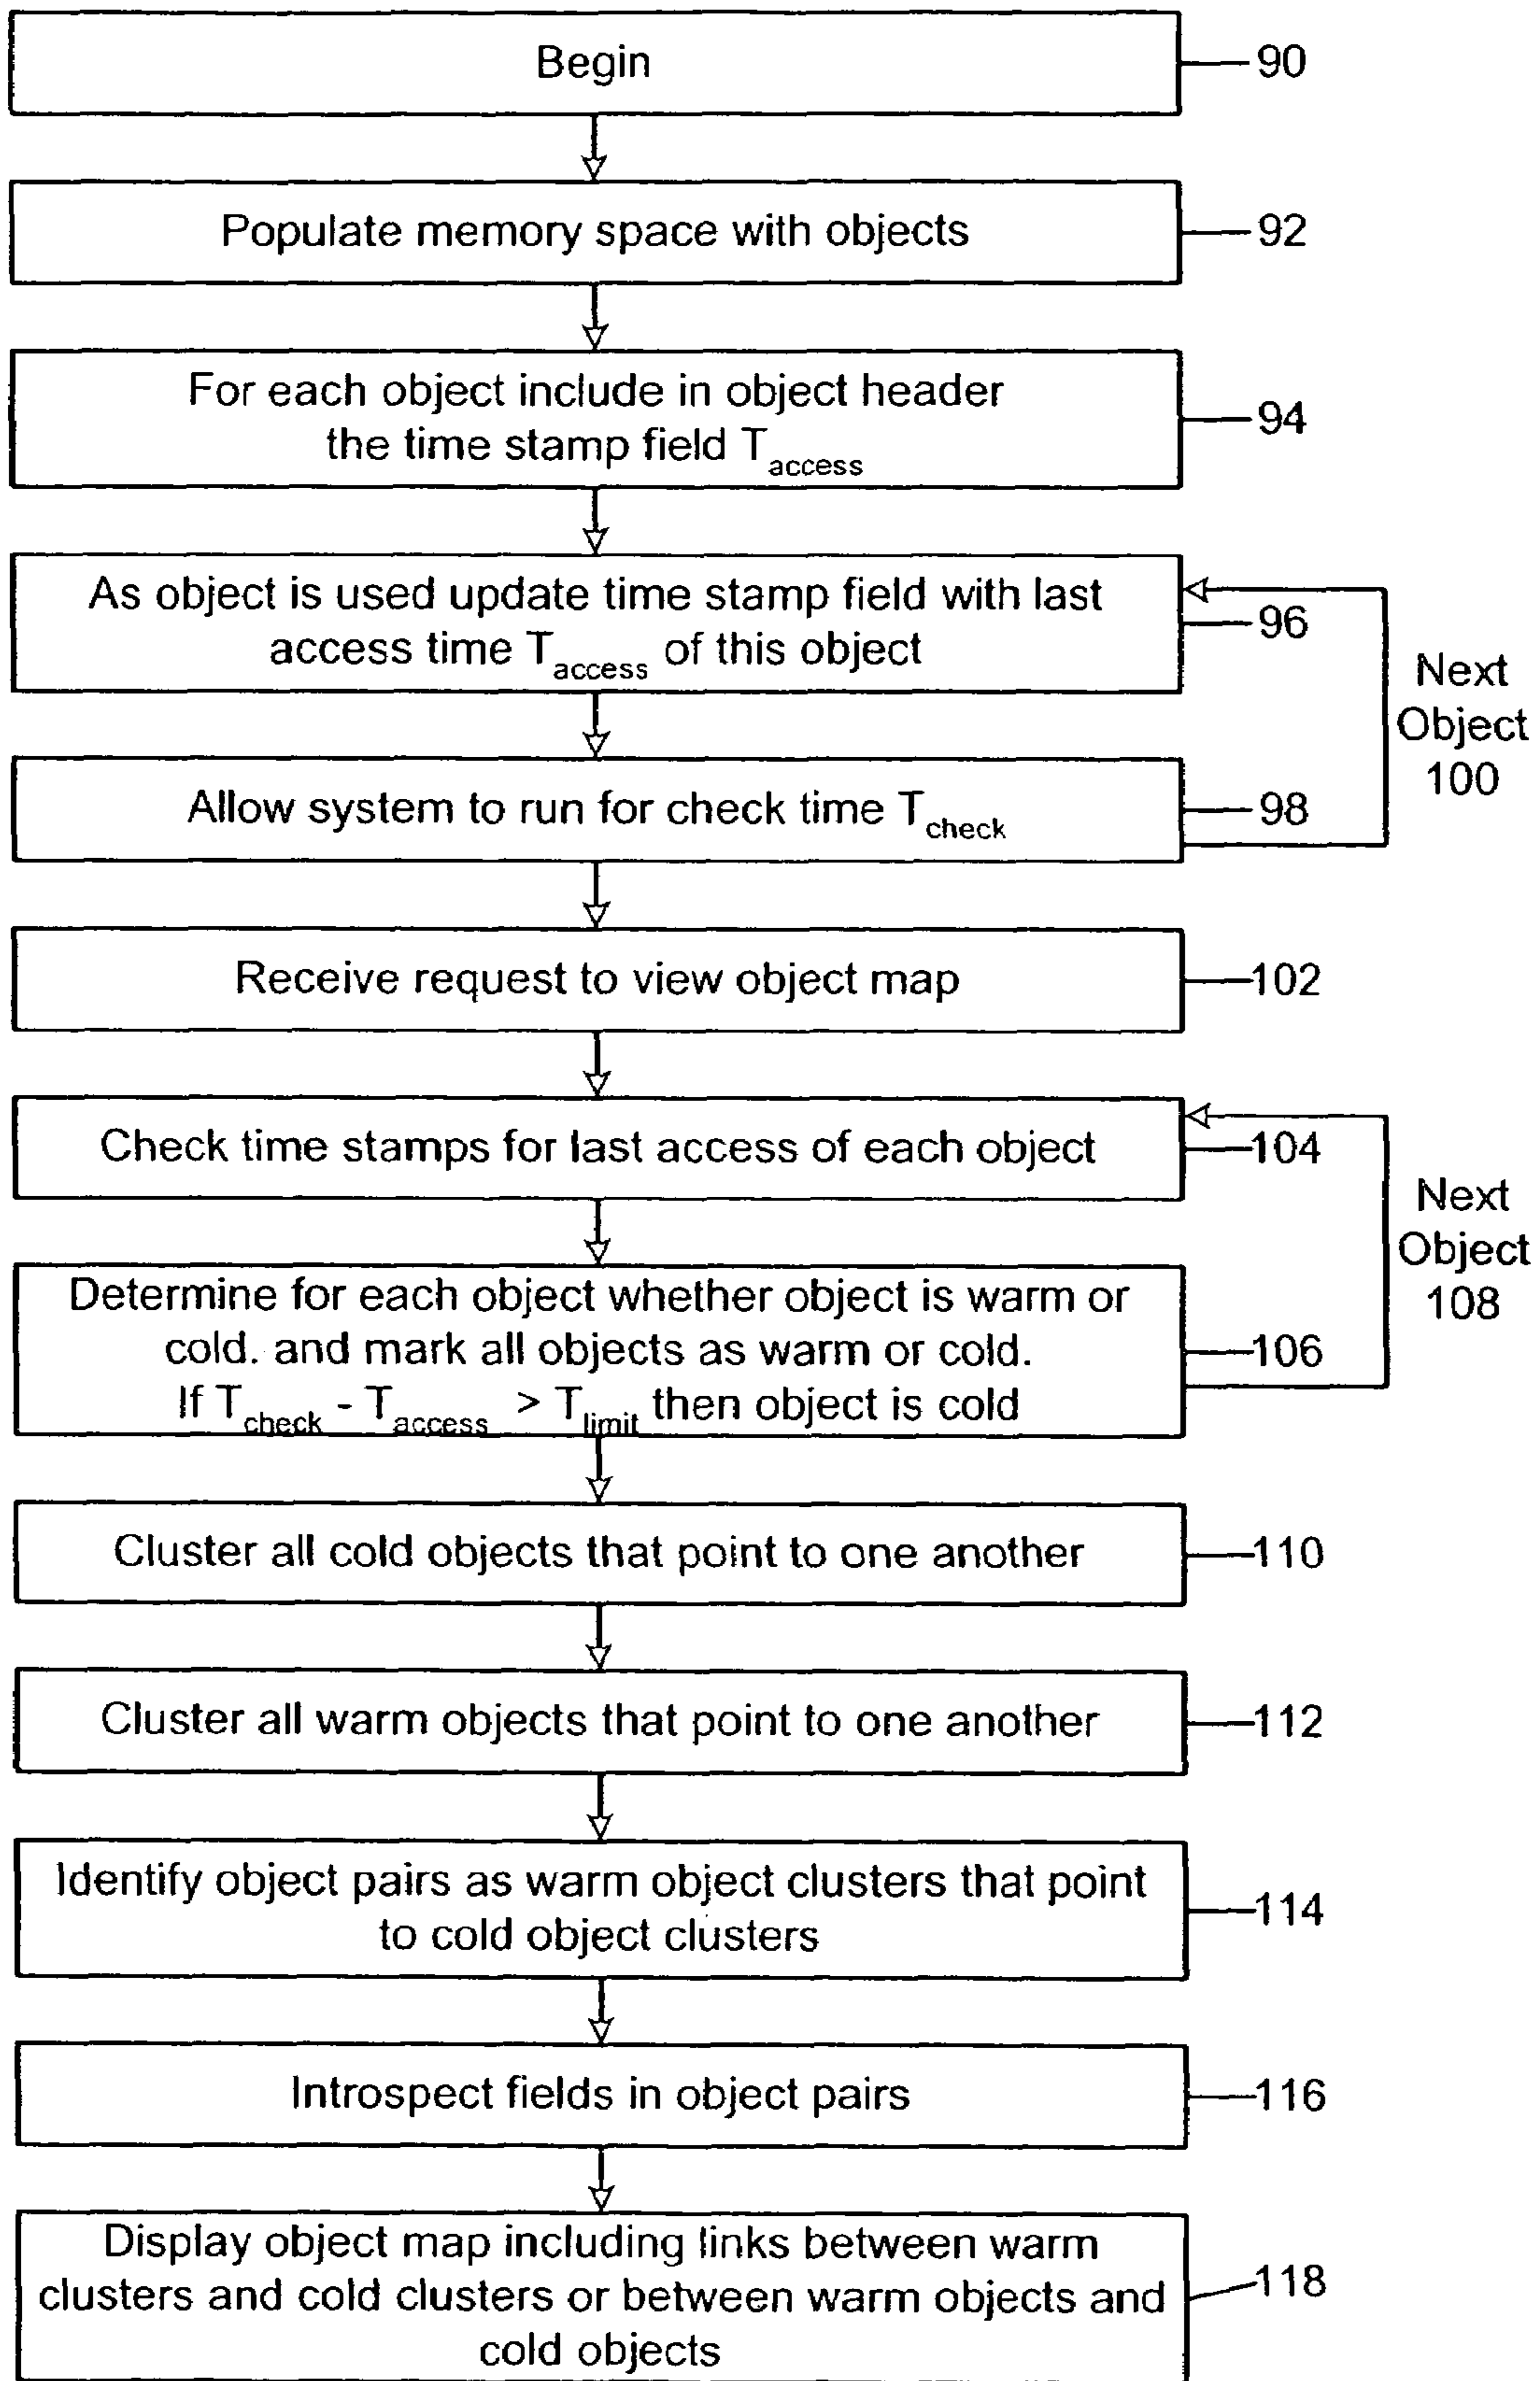 Begin
90
Populate memory space with objects
92
For each object include in object header
the time stamp field T_access
94
As object is used update time stamp field with last
access time T_access of this object
96
Next
Object
100
Allow system to run for check time T_check
98
Receive request to view object map
102
Check time stamps for last access of each object
104
Next
Object
108
Determine for each object whether object is warm or
cold. and mark all objects as warm or cold.
If T_check - T_access > T_limit then object is cold
106
Cluster all cold objects that point to one another
110
Cluster all warm objects that point to one another
112
Identify object pairs as warm object clusters that point
to cold object clusters
114
Introspect fields in object pairs
116
Display object map including links between warm
clusters and cold clusters or between warm objects and
cold objects
118